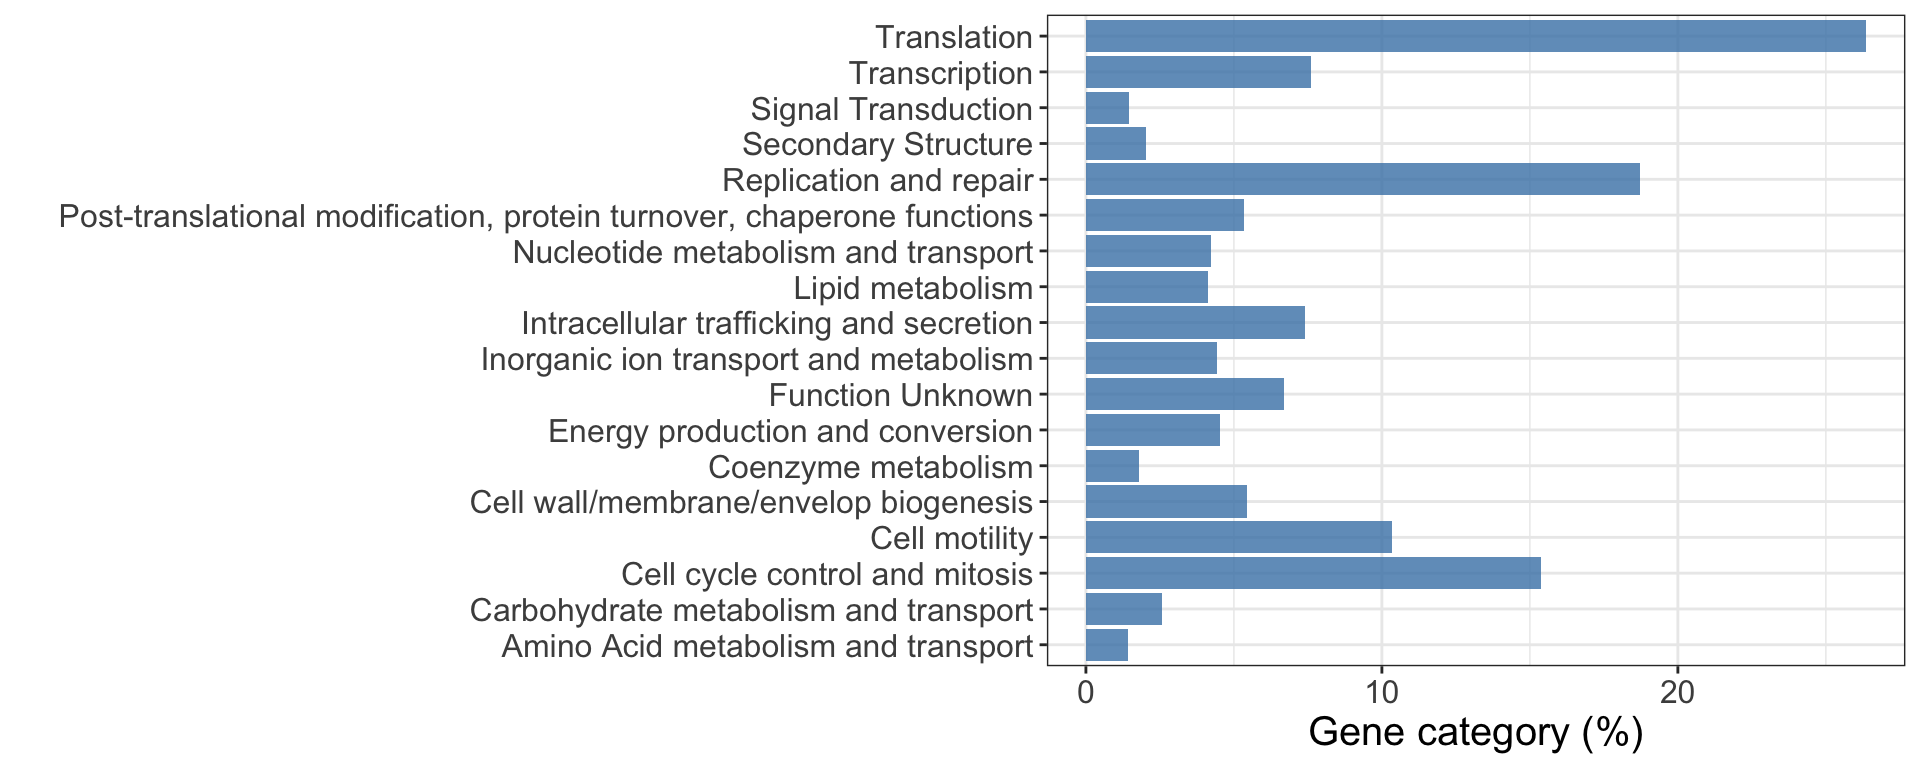 Translation
Transcription
Signal Transduction
Secondary Structure
Replication and repair
Post-translational modification, protein turnover, chaperone functions
Nucleotide metabolism and transport
Lipid metabolism
Intracellular trafficking and secretion
Inorganic ion transport and metabolism
Function Unknown
Energy production and conversion
Coenzyme metabolism
Cell wall/membrane/envelop biogenesis
Cell motility
Cell cycle control and mitosis
Carbohydrate metabolism and transport
Amino Acid metabolism and transport
0 10 20
Gene category (%)